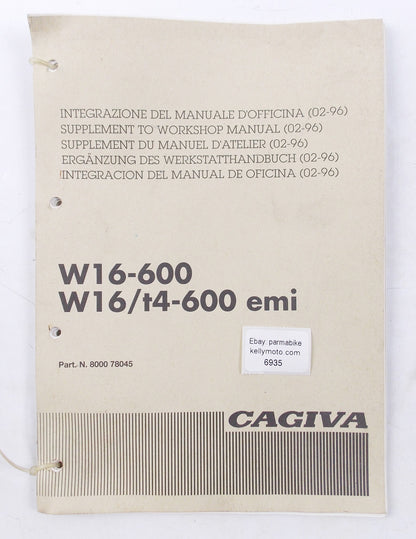 INTEGRAZIONE DEL MANUALE D'OFFICINA (02-96)
SUPPLEMENT TO WORKSHOP MANUAL (02-96)
SUPPLEMENT DU MANUEL D'ATELIER (02-96)
ERGÄNZUNG DES WERKSTATTHANDBUCH (02-96)
INTEGRACION DEL MANUAL DE OFICINA (02-96)
W16-600
W16/t4-600 emi
Ebay: parmabike
kellymoto com
6935
Part. N. 8000 78045
CAGIVA